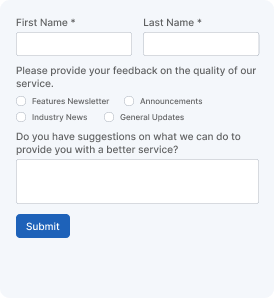 First Name * Last Name *
Please provide your feedback on the quality of our
service.
Features Newsletter Announcements
Industry News General Updates
Do you have suggestions on what we can do to
provide you with a better service?
Submit